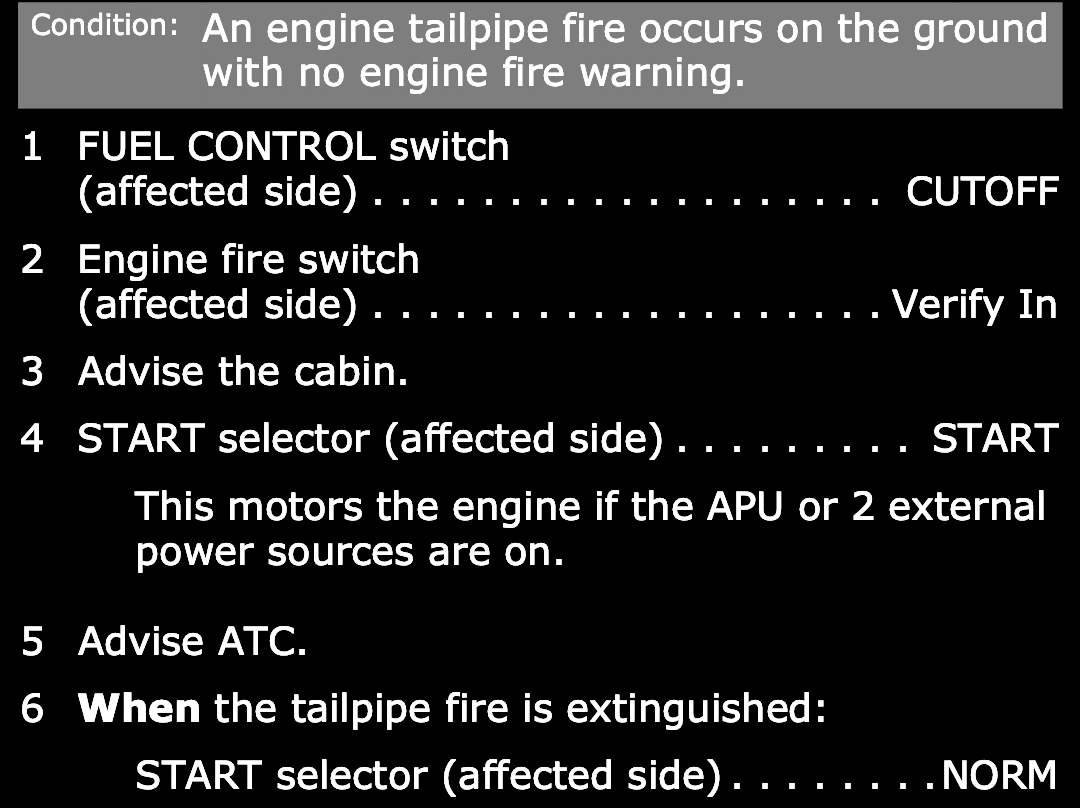 Condition: An engine tailpipe fire occurs on the ground
with no engine fire warning.
1 FUEL CONTROL switch
(affected side) . . . . . . . . . . . . . . . . . . . CUTOFF
2 Engine fire switch
(affected side) . . . . . . . . . . . . . . . . . . . Verify In
3 Advise the cabin.
4 START selector (affected side) . . . . . . . . . START
This motors the engine if the APU or 2 external
power sources are on.
5 Advise ATC.
6 When the tailpipe fire is extinguished:
START selector (affected side) . . . . . . . . NORM